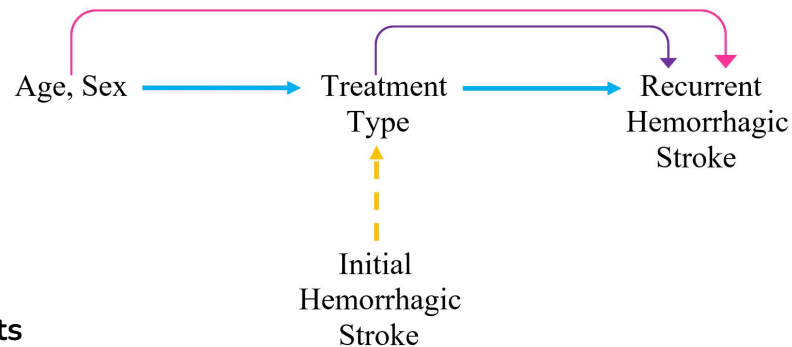 Age, Sex
Treatment
Type
Recurrent
Hemorrhagic
Stroke
Initial
Hemorrhagic
Stroke
ts